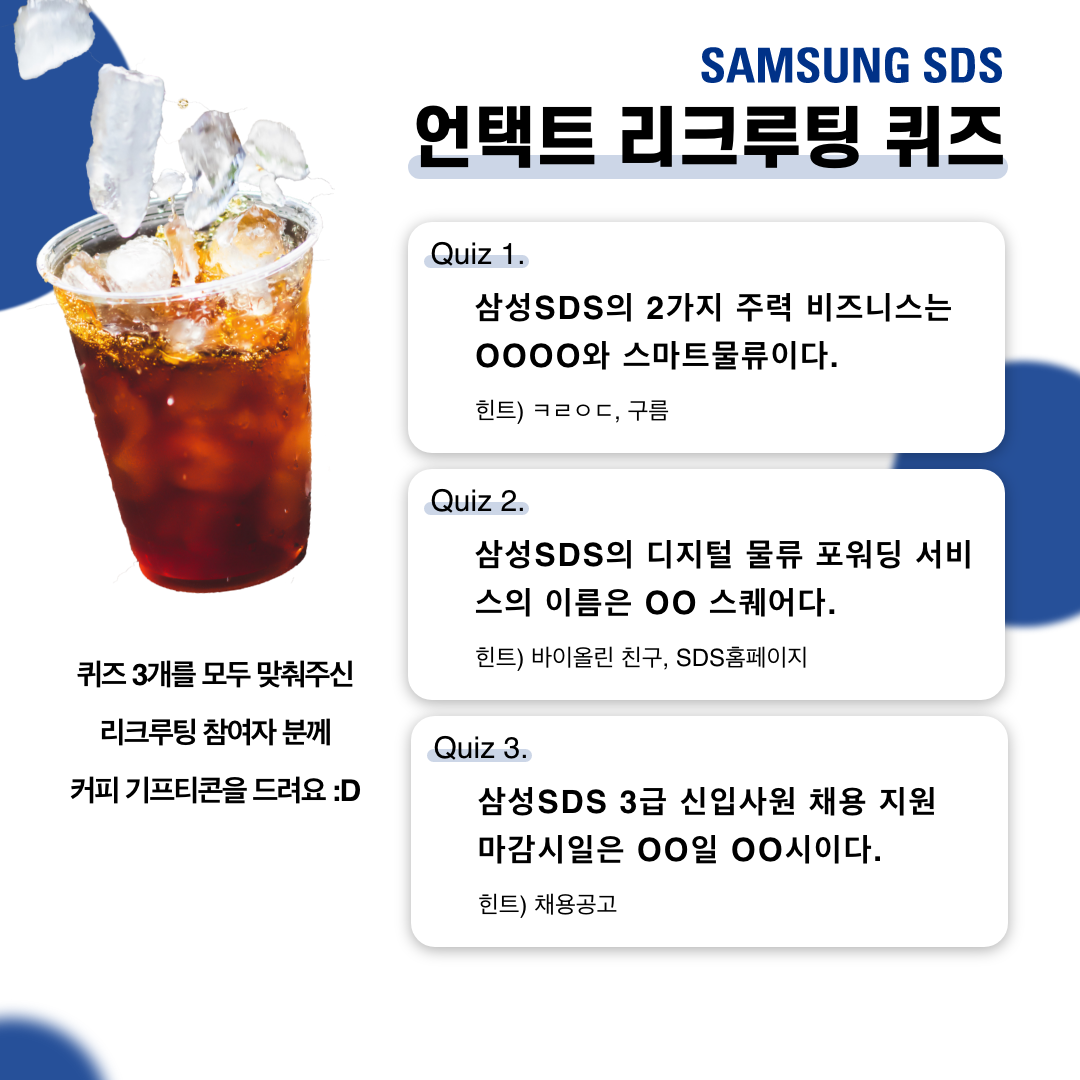 SAMSUNG SDS
언택트 리크루팅 퀴즈
Quiz 1.
삼성SDS의 2가지 주력 비즈니스는
OOOO와 스마트물류이다.
힌트) ㅋㄹㅇㄷ, 구름
Quiz 2.
삼성SDS의 디지털 물류 포워딩 서비
스의 이름은 OO 스퀘어다.
힌트) 바이올린 친구, SDS홈페이지
Quiz 3.
삼성SDS 3급 신입사원 채용 지원
마감시일은 OO일 OO시이다.
힌트) 채용공고
퀴즈 3개를 모두 맞춰주신
리크루팅 참여자 분께
커피 기프티콘을 드려요 :D